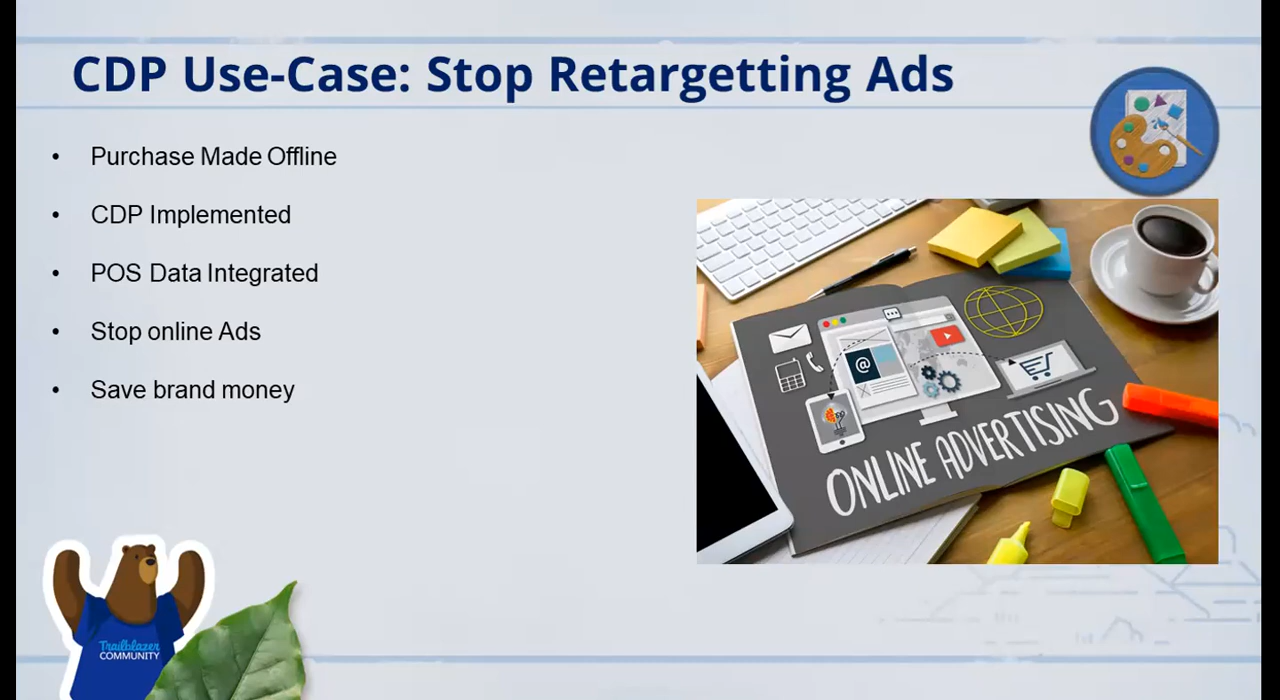 CDP Use-Case: Stop Retargetting Ads
• Purchase Made Offline
• CDP Implemented
• POS Data Integrated
• Stop online Ads
• Save brand money
@
ONLINE ADVERTISING
Trailblazer
COMMUNITY